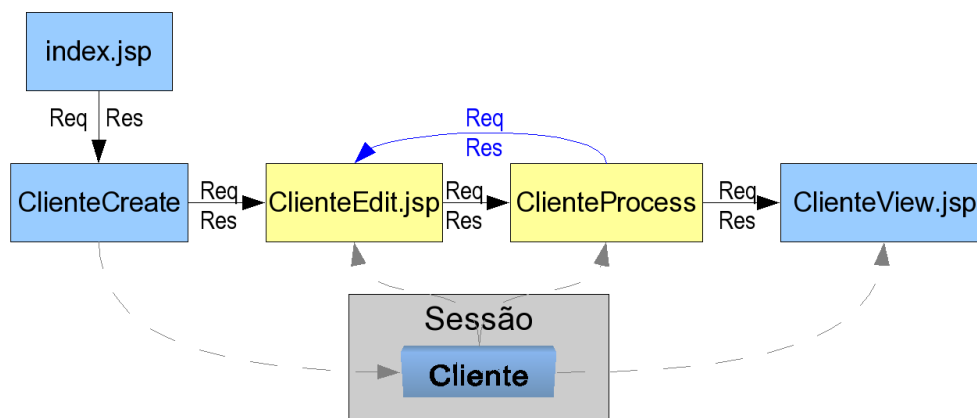 index.jsp
Req Res
Req
Res
ClienteCreate
Req
Res
ClienteEdit.jsp
Req
Res
ClienteProcess
Req
Res
ClienteView.jsp
Sessão
Cliente